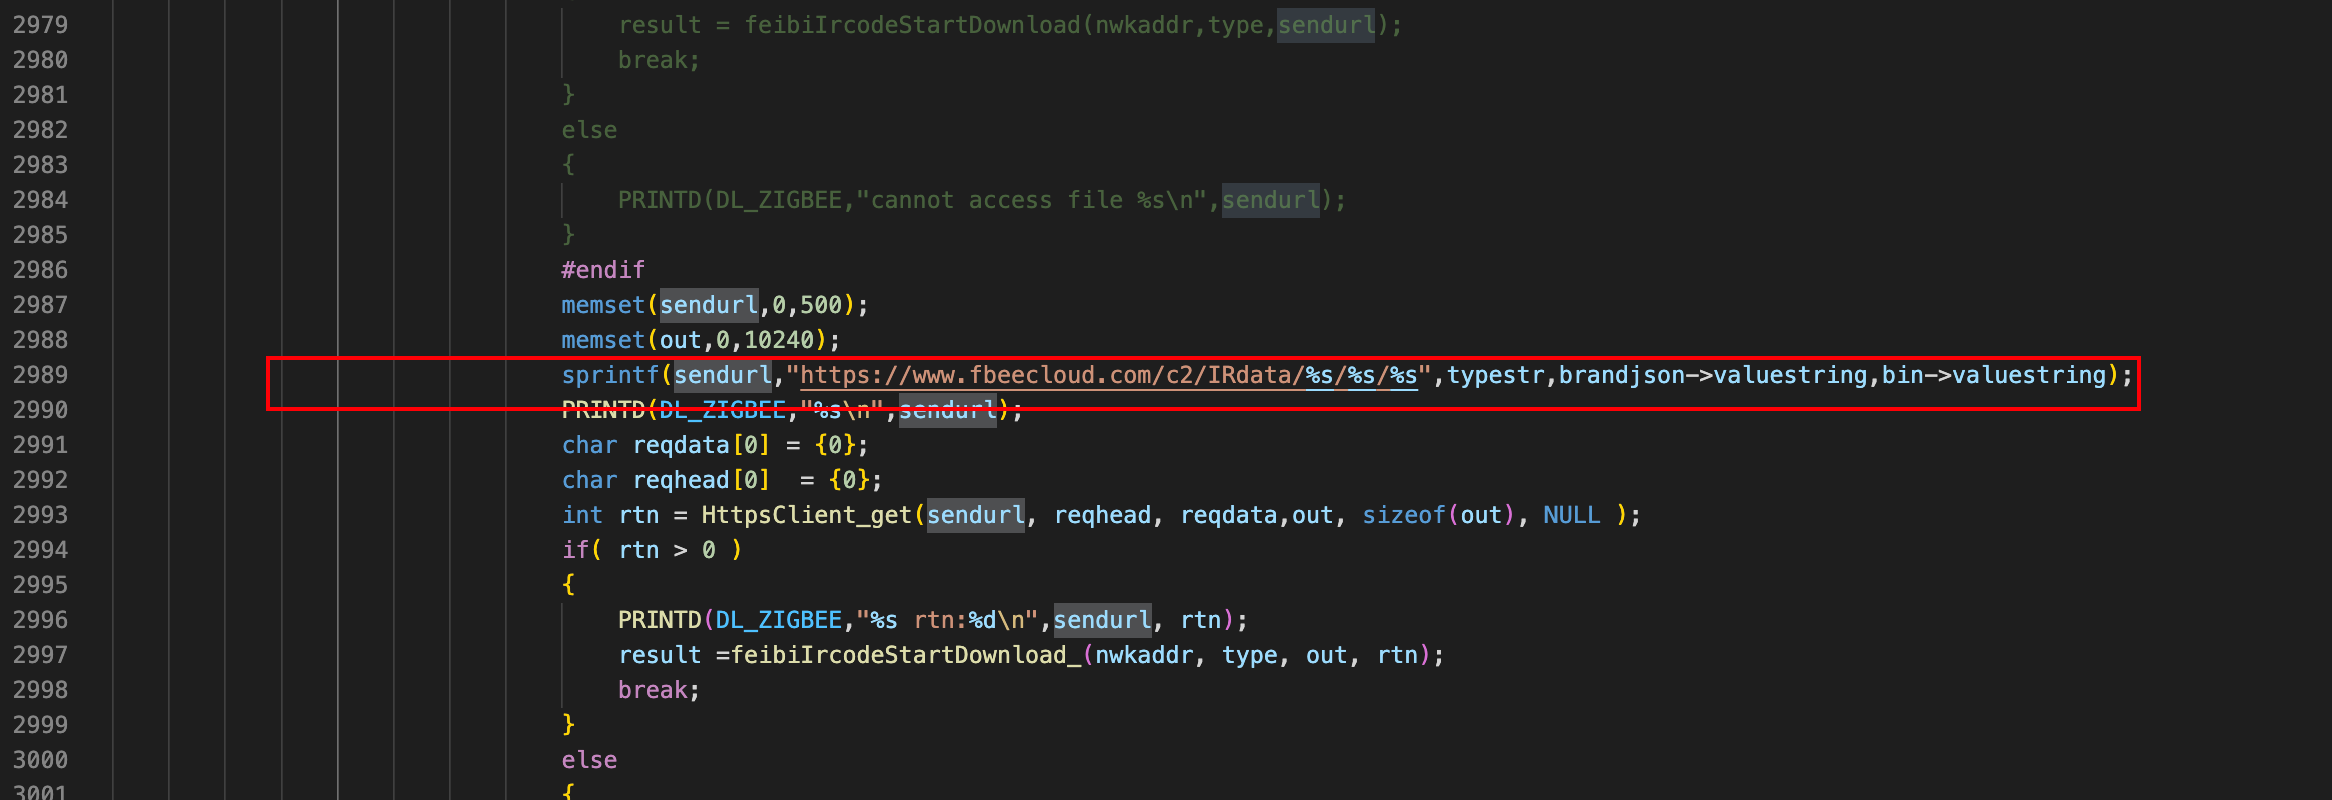 2979 result = feibiIrcodeStartDownload(nwkaddr,type,sendurl);
2980 break;
2981 }
2982 else
2983 {
2984 PRINTD(DL_ZIGBEE,"cannot access file %s\n",sendurl);
2985 }
2986 #endif
2987 memset(sendurl,0,500);
2988 memset(out,0,10240);
2989 sprintf(sendurl,"https://www.fbeecloud.com/c2/IRdata/%s/%s/%s",typestr,brandjson->valuestring,bin->valuestring);
2990 PRINTD(DL_ZIGBEE,"%s\n",sendurl);
2991 char reqdata[0] = {0};
2992 char reqhead[0]  = {0};
2993 int rtn = HttpsClient_get(sendurl, reqhead, reqdata,out, sizeof(out), NULL );
2994 if( rtn > 0 )
2995 {
2996 PRINTD(DL_ZIGBEE,"%s rtn:%d\n",sendurl, rtn);
2997 result =feibiIrcodeStartDownload_(nwkaddr, type, out, rtn);
2998 break;
2999 }
3000 else
3001 {